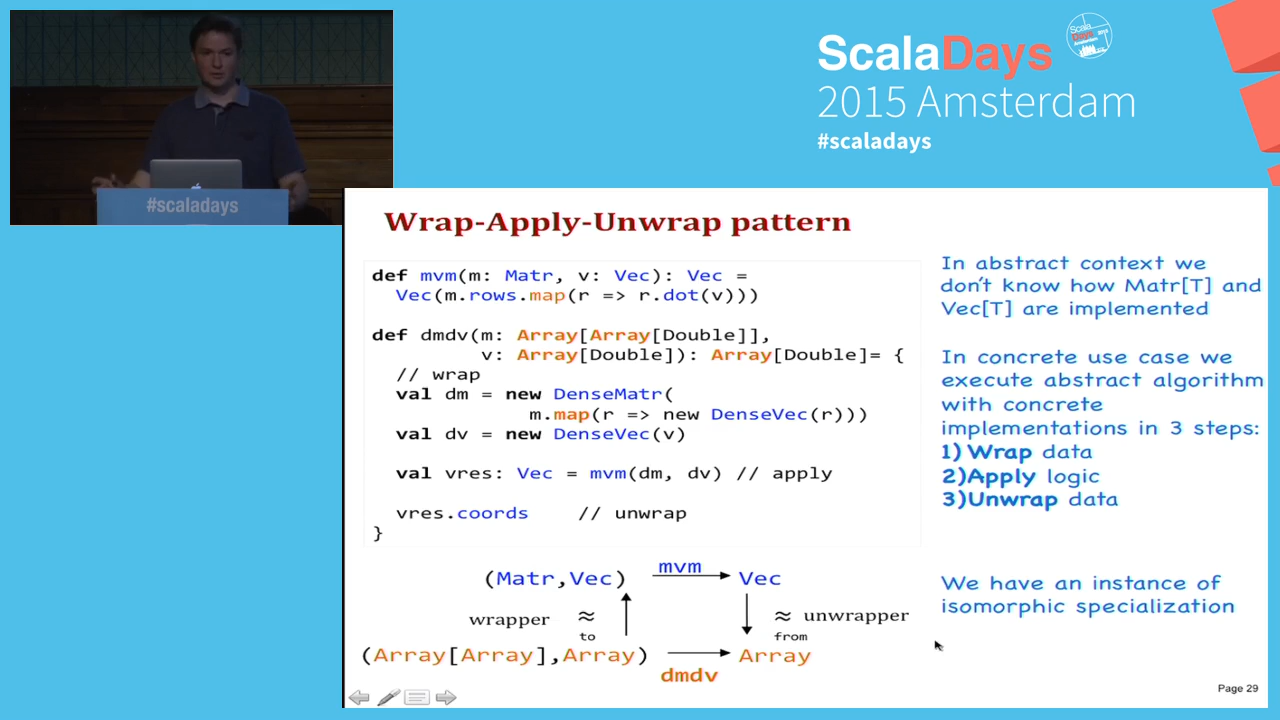 ScalaDays
Scala
Days 2015
Amsterdam
2015 Amsterdam
#scaladays
#scaladays
Wrap-Apply-Unwrap pattern
def mvm(m: Matr, v: Vec): Vec =
Vec(m.rows.map(r => r.dot(v)))
def dmdv(m: Array[Array[Double]],
v: Array[Double]): Array[Double]= {
// wrap
val dm = new DenseMatr(
m.map(r => new DenseVec(r)))
val dv = new DenseVec(v)
val vres: Vec = mvm(dm, dv) // apply
vres.coords // unwrap
}
In abstract context we
don't know how Matr[T] and
Vec[T] are implemented
In concrete use case we
execute abstract algorithm
with concrete
implementations in 3 steps:
1) Wrap data
2)Apply logic
3)Unwrap data
We have an instance of
isomorphic specialization
mvm
(Matr,Vec) Vec
wrapper ≈ ≈ unwrapper
to from
(Array[Array],Array) Array
dmdv
Page 29